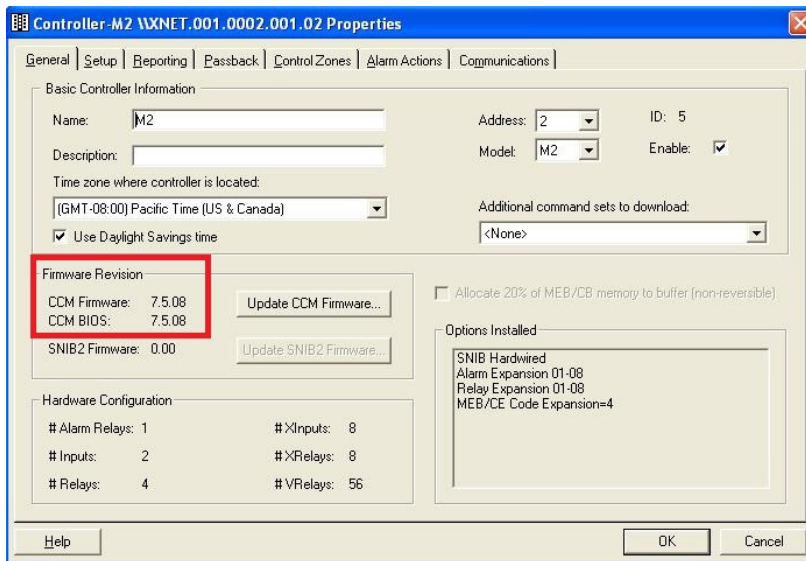 Controller-M2 \\XNET.001.0002.001.02 Properties
General Setup Reporting Passback Control Zones Alarm Actions Communications
Basic Controller Information
Name: M2 Address: 2 ID: 5
Description: Model: M2 Enable:
Time zone where controller is located:
(GMT-08:00) Pacific Time (US & Canada) Additional command sets to download:
Use Daylight Savings time <None>
Firmware Revision
CCM Firmware: 7.5.08 Update CCM Firmware... Allocate 20% of MEB/CB memory to buffer (non-reversible)
CCM BIOS: 7.5.08
SNIB2 Firmware: 0.00 Update SNIB2 Firmware...
Options Installed
SNIB Hardwired
Alarm Expansion 01-08
Relay Expansion 01-08
MEB/CE Code Expansion=4
Hardware Configuration
# Alarm Relays: 1 # XInputs: 8
# Inputs: 2 # XRelays: 8
# Relays: 4 # VRelays: 56
Help OK Cancel